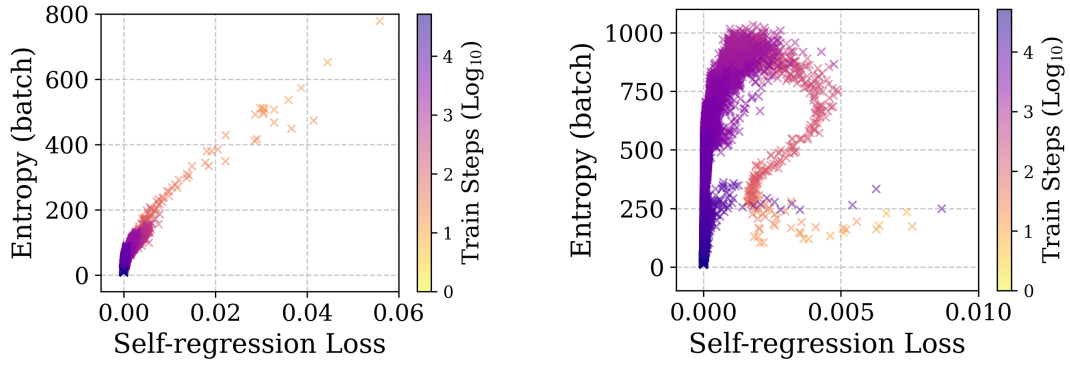 800
600
400
200
0
0.00 0.02 0.04 0.06
Self-regression Loss
Entropy (batch)
4
3
2
1
0
Train Steps (Log₁₀)
1000
750
500
250
0
0.000 0.005 0.010
Self-regression Loss
Entropy (batch)
4
3
2
1
0
Train Steps (Log₁₀)